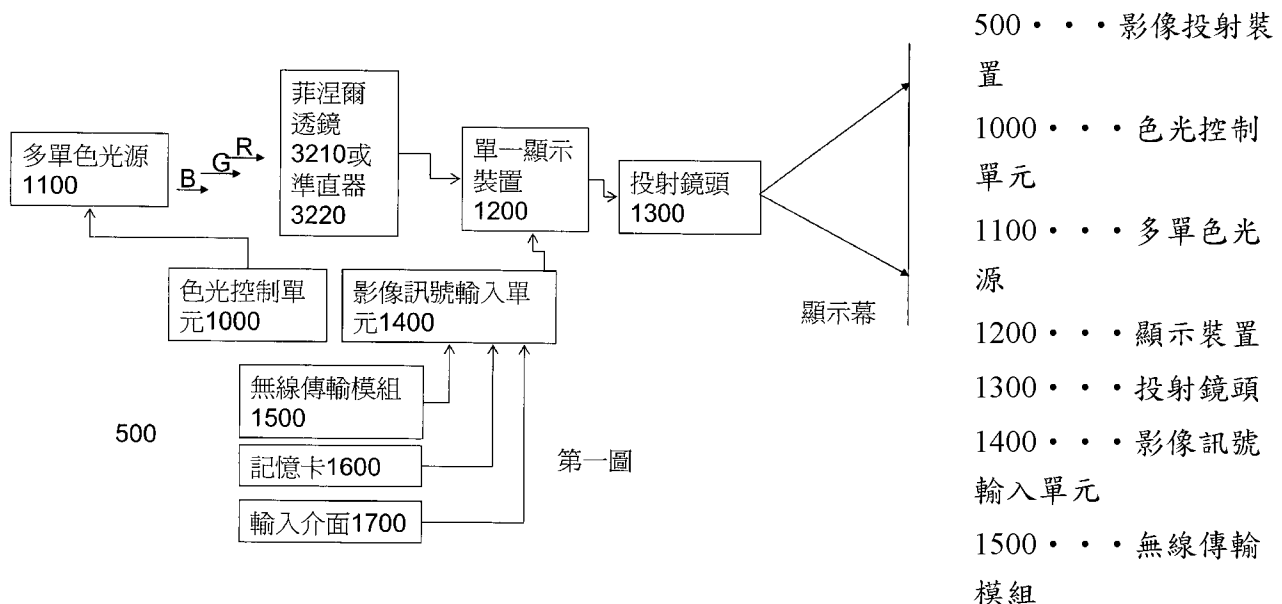 多單色光源
1100
B
G
R
菲涅爾
透鏡
3210或
準直器
3220
單一顯示
裝置
1200
投射鏡頭
1300
色光控制單
元1000
影像訊號輸入單
元1400
顯示幕
無線傳輸模組
1500
記憶卡1600
輸入介面1700
500
第一圖
500・・・影像投射裝
置
1000・・・色光控制
單元
1100・・・多單色光
源
1200・・・顯示裝置
1300・・・投射鏡頭
1400・・・影像訊號
輸入單元
1500・・・無線傳輸
模組